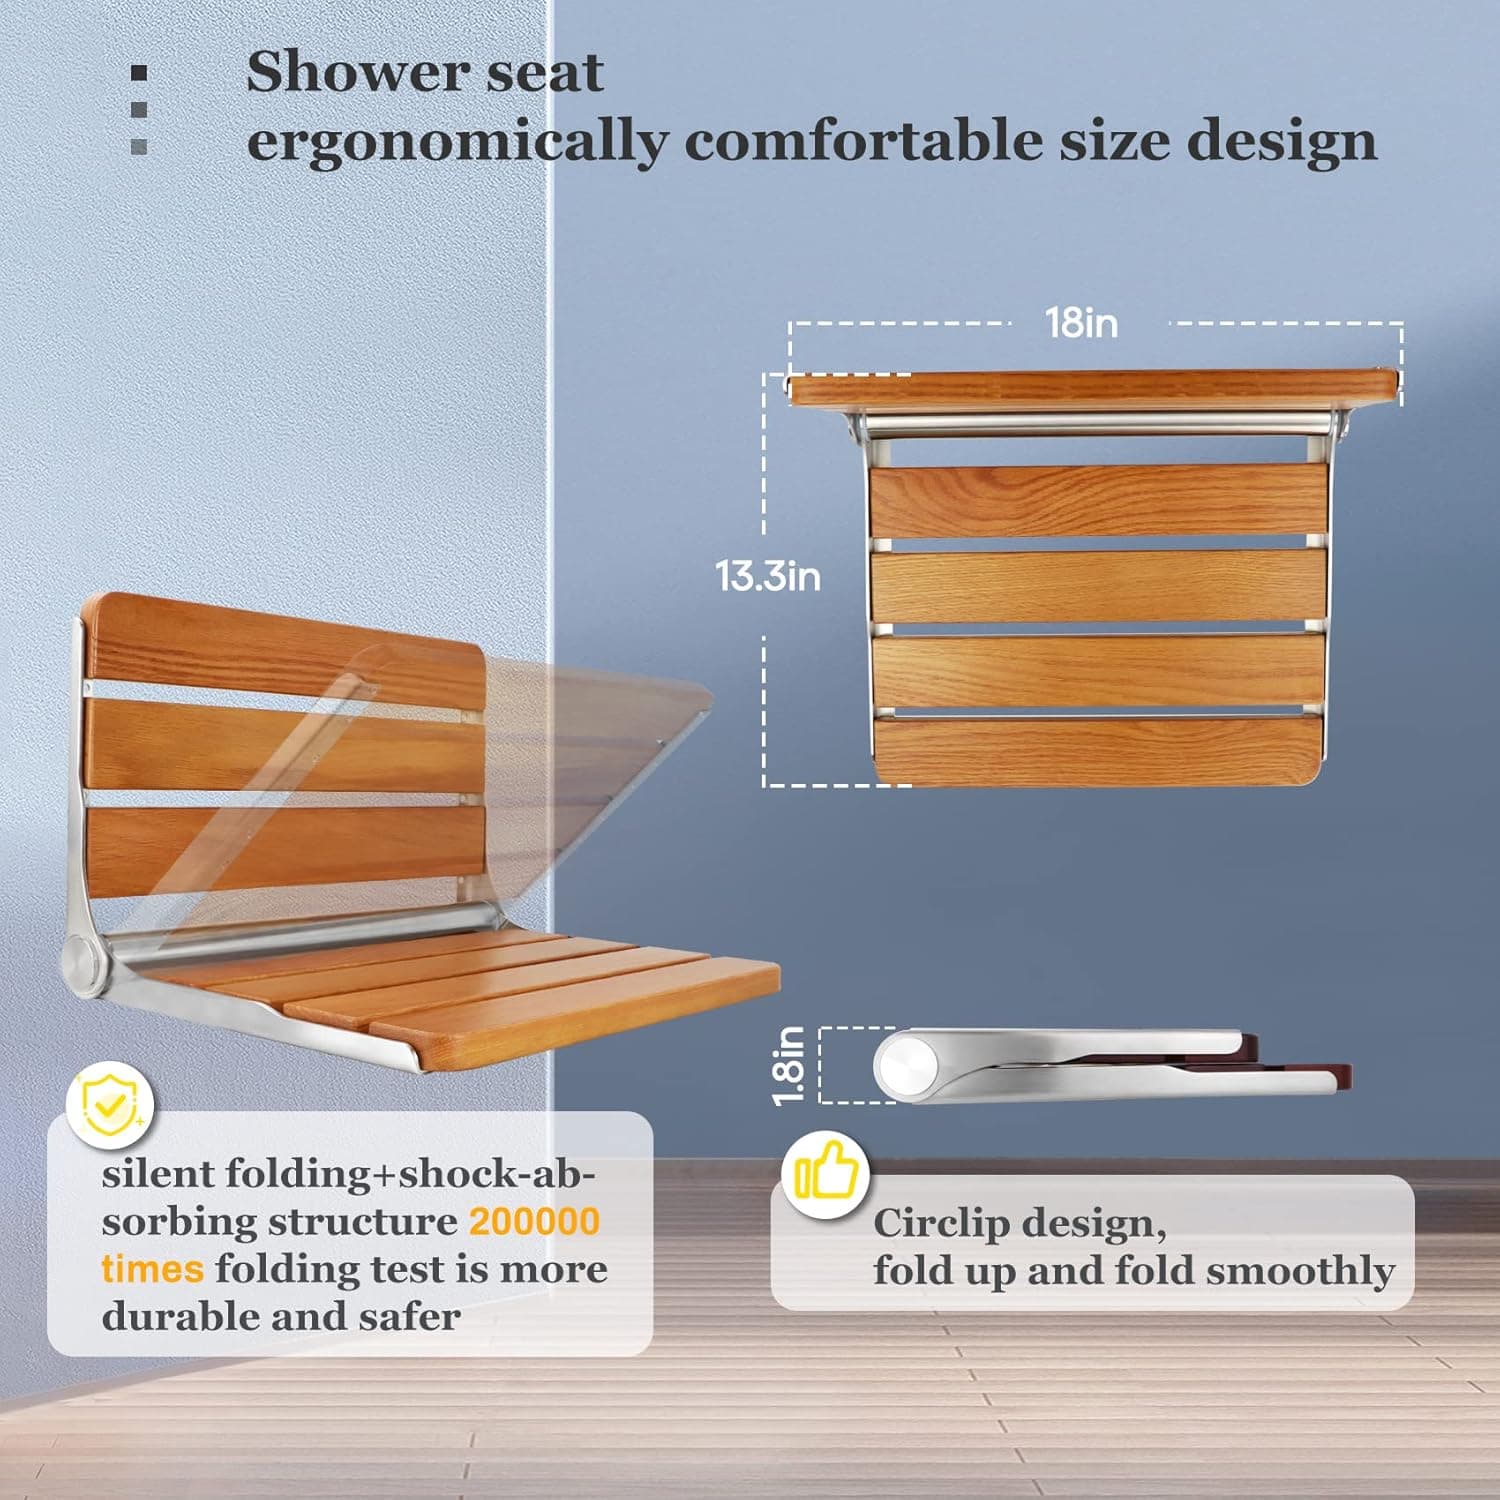 Shower seat
ergonomically comfortable size design
18in
13.3in
1.8in
silent folding+shock-ab-
sorbing structure 200000
times folding test is more
durable and safer
Circlip design,
fold up and fold smoothly